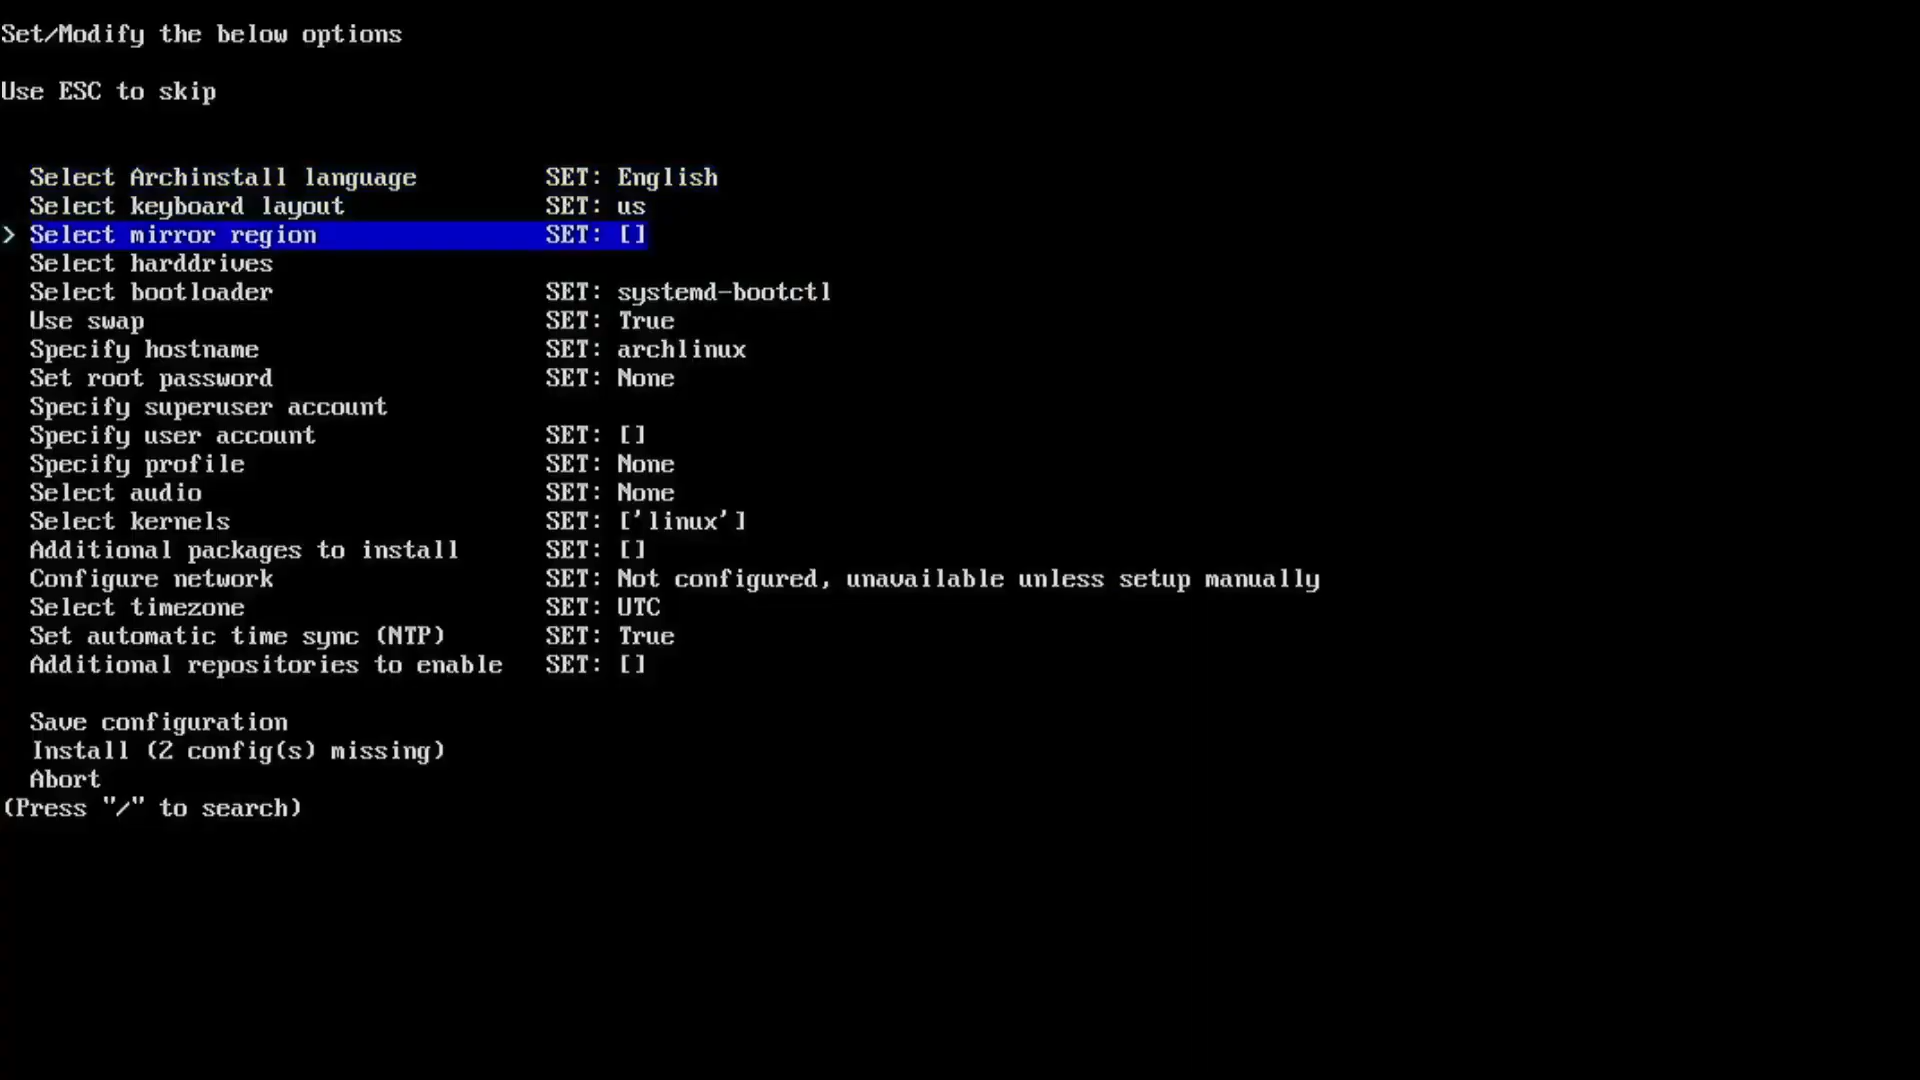 Set/Modify the below options
Use ESC to skip
Select Archinstall language SET: English
Select keyboard layout SET: us
> Select mirror region SET: []
Select harddrives
Select bootloader SET: systemd-bootctl
Use swap SET: True
Specify hostname SET: archlinux
Set root password SET: None
Specify superuser account
Specify user account SET: []
Specify profile SET: None
Select audio SET: None
Select kernels SET: ['linux']
Additional packages to install SET: []
Configure network SET: Not configured, unavailable unless setup manually
Select timezone SET: UTC
Set automatic time sync (NTP) SET: True
Additional repositories to enable SET: []
Save configuration
Install (2 config(s) missing)
Abort
(Press "/" to search)